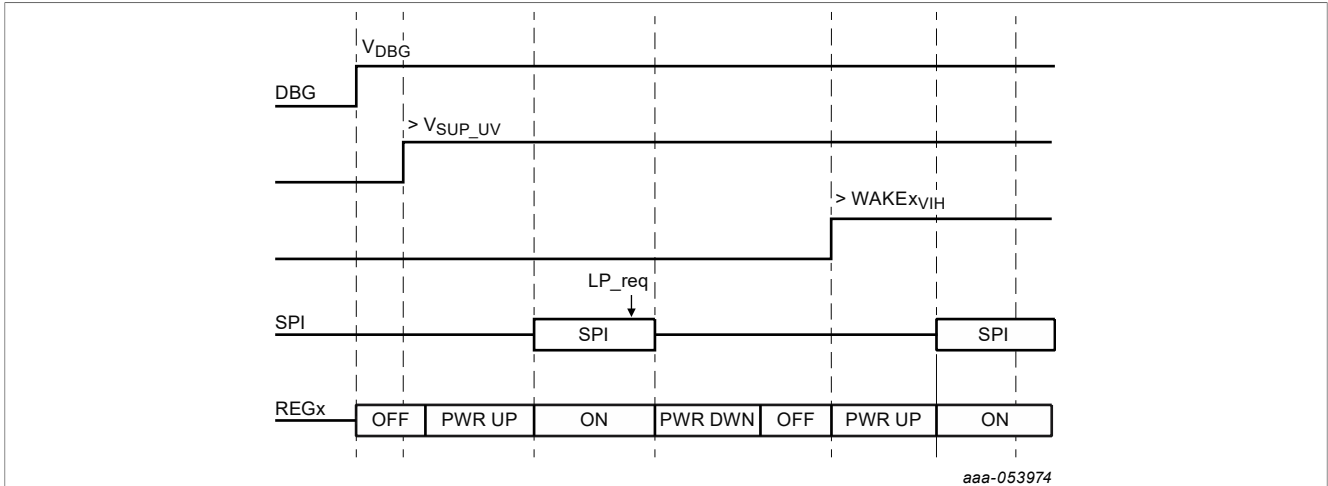 VDBG
DBG
> VSUP_UV
> WAKExVIH
LP_req
SPI
SPI SPI
REGx
OFF PWR UP ON PWR DWN OFF PWR UP ON
aaa-053974